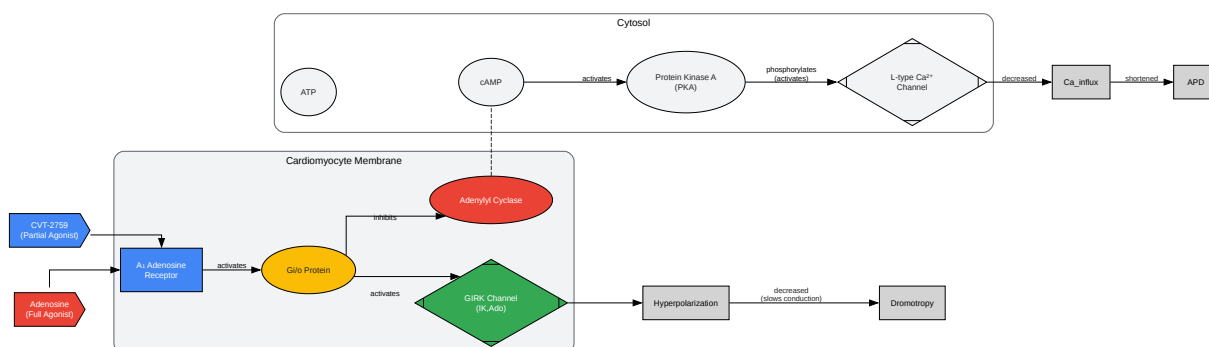 Cytosol
ATP
cAMP
activates
Protein Kinase A
(PKA)
phosphorylates
(activates)
L-type Ca²⁺
Channel
decreased
Ca_influx
shortened
APD
Cardiomyocyte Membrane
Adenylyl Cyclase
inhibits
CVT-2759
(Partial Agonist)
A₁ Adenosine
Receptor
activates
Gi/o Protein
activates
Adenosine
(Full Agonist)
GIRK Channel
(IK,Ado)
Hyperpolarization
decreased
(slows conduction)
Dromotropy